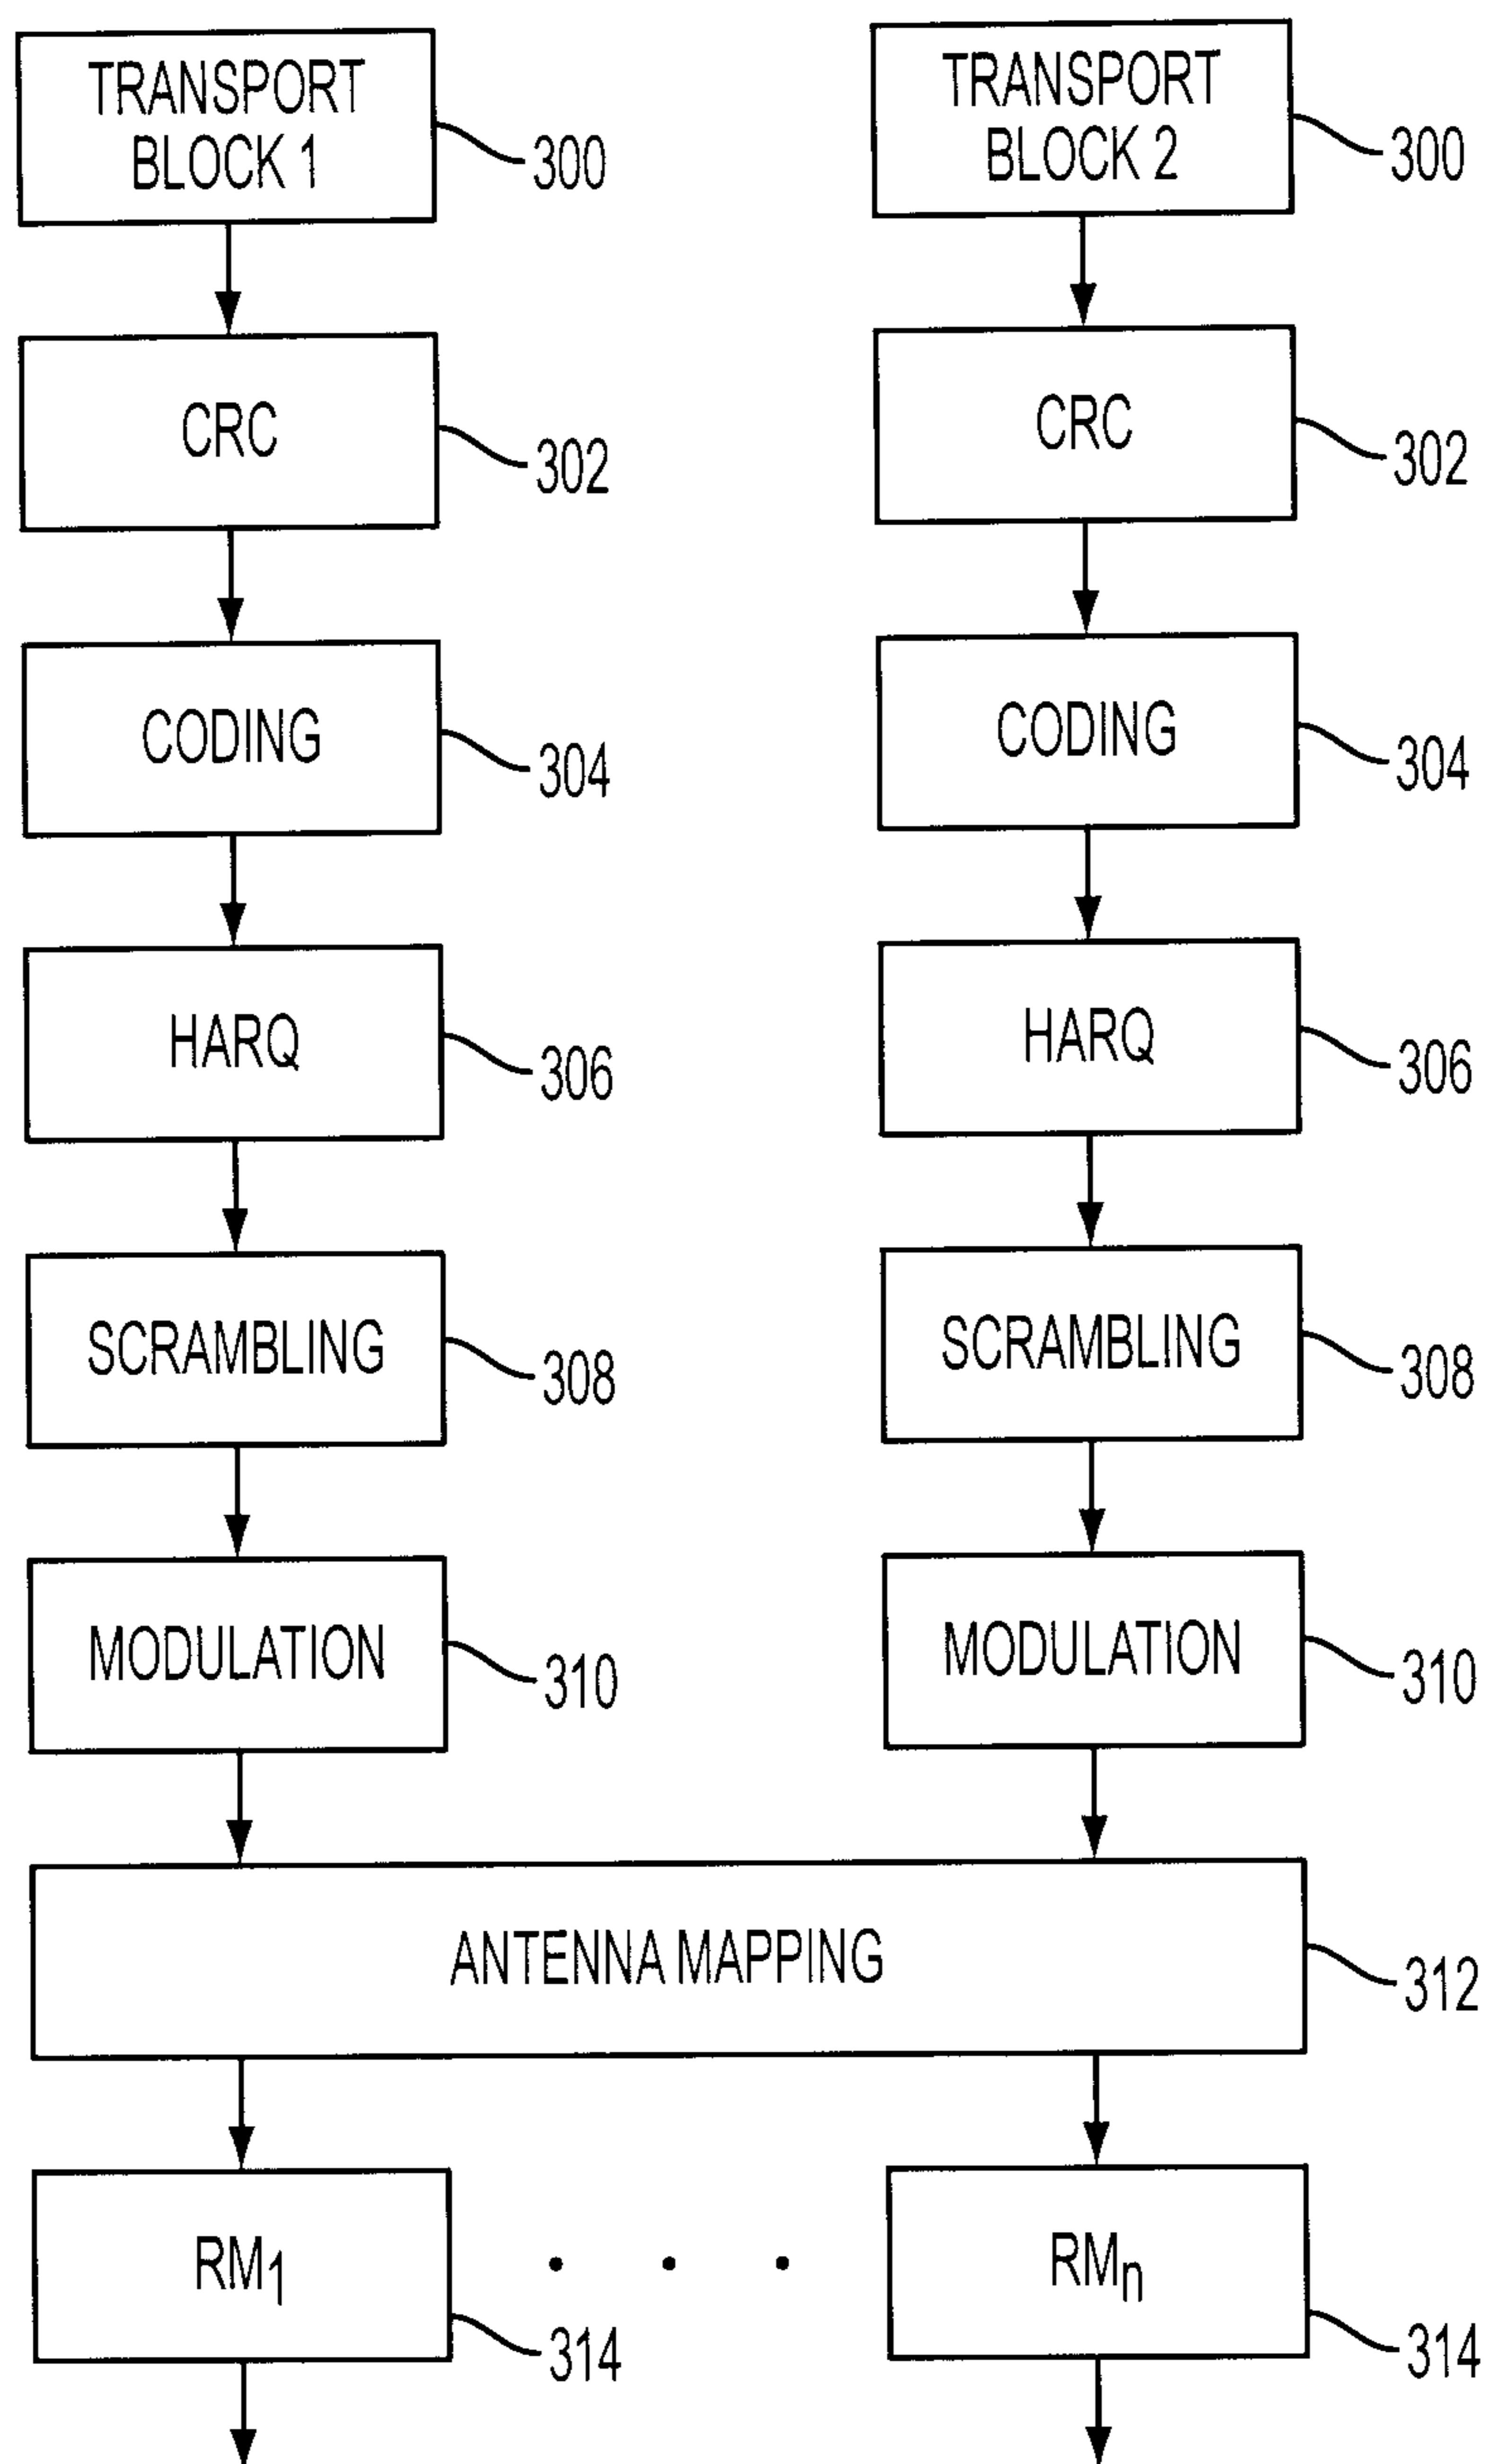 TRANSPORT
BLOCK 1
300
TRANSPORT
BLOCK 2
300
CRC
302
CRC
302
CODING
304
CODING
304
HARQ
306
HARQ
306
SCRAMBLING
308
SCRAMBLING
308
MODULATION
310
MODULATION
310
ANTENNA MAPPING
312
RM1
. . .
RMn
314
314